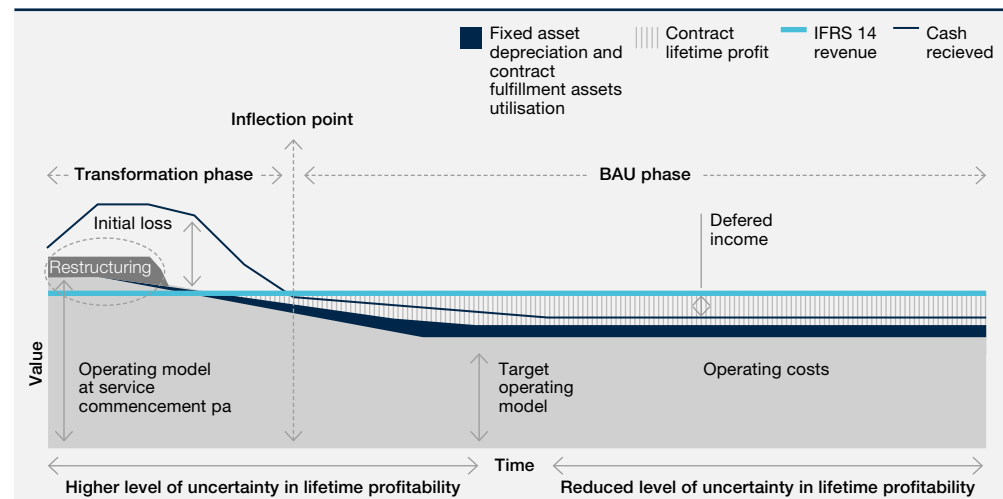 Fixed asset
depreciation and
contract
fulfillment assets
utilisation
Contract
lifetime profit
IFRS 14
revenue
Cash
recieved
Inflection point
Transformation phase
BAU phase
Initial loss
Defered
income
Restructuring
Value
Operating model
at service
commencement pa
Target
operating
model
Operating costs
Time
Higher level of uncertainty in lifetime profitability
Reduced level of uncertainty in lifetime profitability